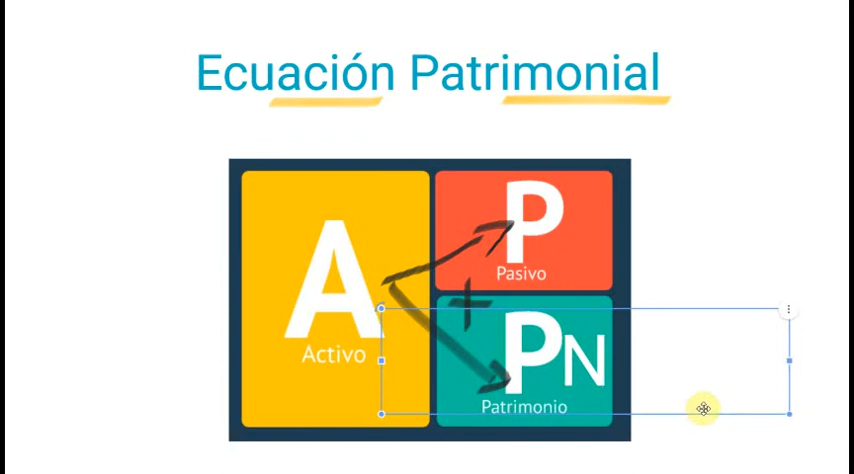 Ecuación Patrimonial
A
Activo
P
Pasivo
+
PN
Patrimonio